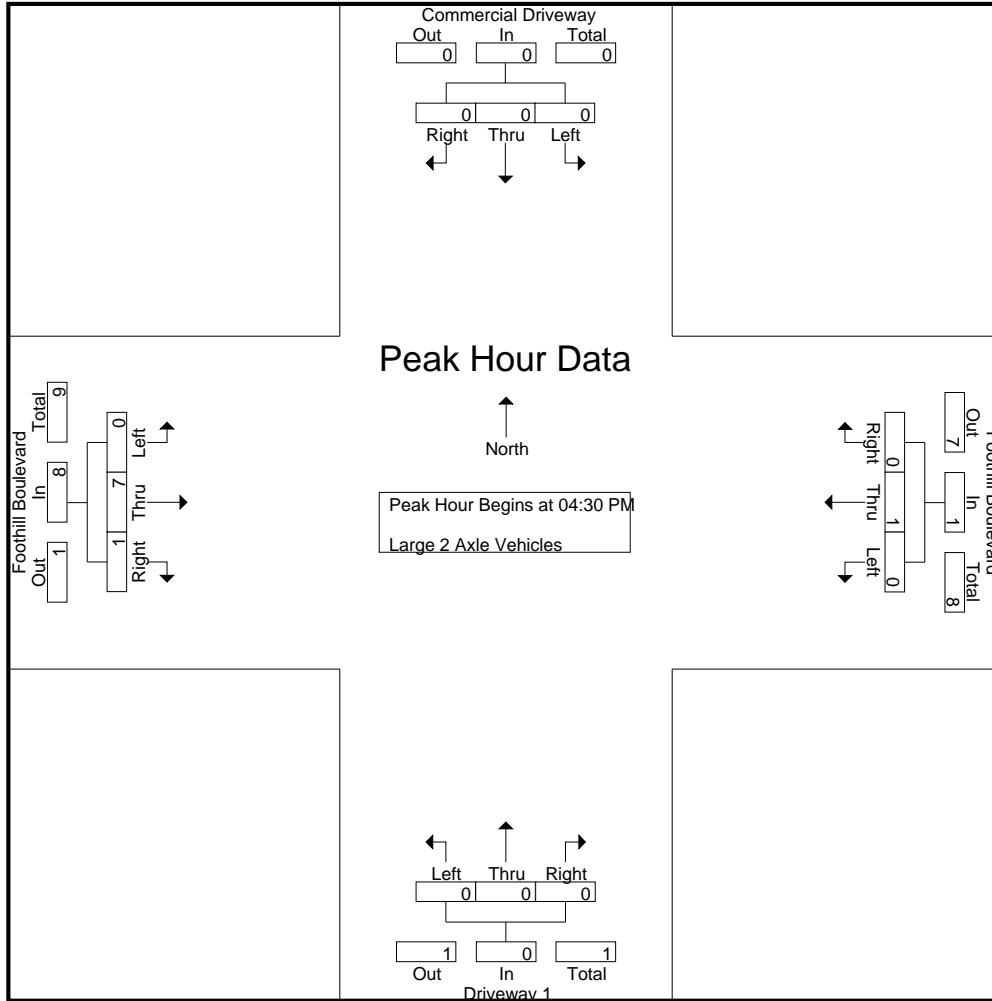 Commercial Driveway
Out In Total
0 0 0
0 0 0
Right Thru Left
Peak Hour Data
North
Peak Hour Begins at 04:30 PM
Large 2 Axle Vehicles
Foothill Boulevard
Out In Total
1 8 9
1 7 0
Right Thru Left
Foothill Boulevard
Out In Total
7 1 8
0 1 0
Right Thru Left
Left Thru Right
0 0 0
1 0 1
Out In Total
Driveway 1